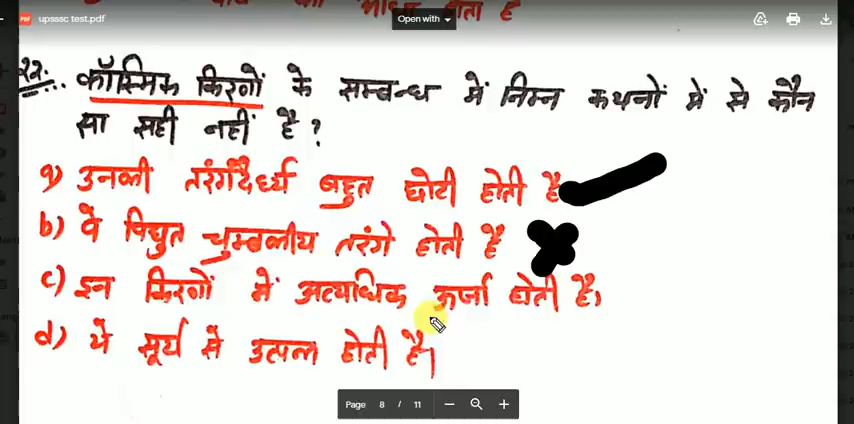 का मात्रा होता है
upsssc test.pdf
Open with
22. कॉस्मिक किरणों के सम्बन्ध में निम्न कथनों में से कौन
सा सही नहीं है?
a) उनकी तरंगदैर्ध्य बहुत छोटी होती है
b) वे विद्युत चुम्बकीय तरंगे होती है
c) इन किरणों में अत्यधिक ऊर्जा होती है।
d) ये सूर्य से उत्पन्न होती है।
Page 8 / 11